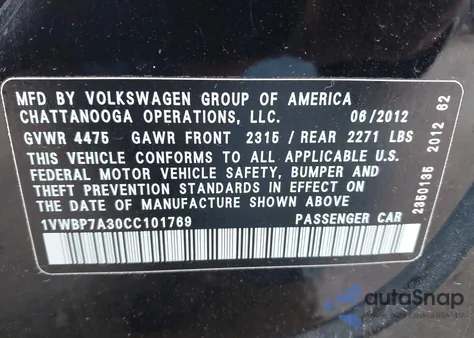 MFD BY VOLKSWAGEN GROUP OF AMERICA
CHATTANOOGA OPERATIONS, LLC. 06/2012
GVWR 4475 GAWR FRONT 2315 / REAR 2271 LBS
THIS VEHICLE CONFORMS TO ALL APPLICABLE U.S.
FEDERAL MOTOR VEHICLE SAFETY, BUMPER AND
THEFT PREVENTION STANDARDS IN EFFECT ON
THE DATE OF MANUFACTURE SHOWN ABOVE
1VWBP7A30CC101769 PASSENGER CAR
2350135 2012 62
autoSnap